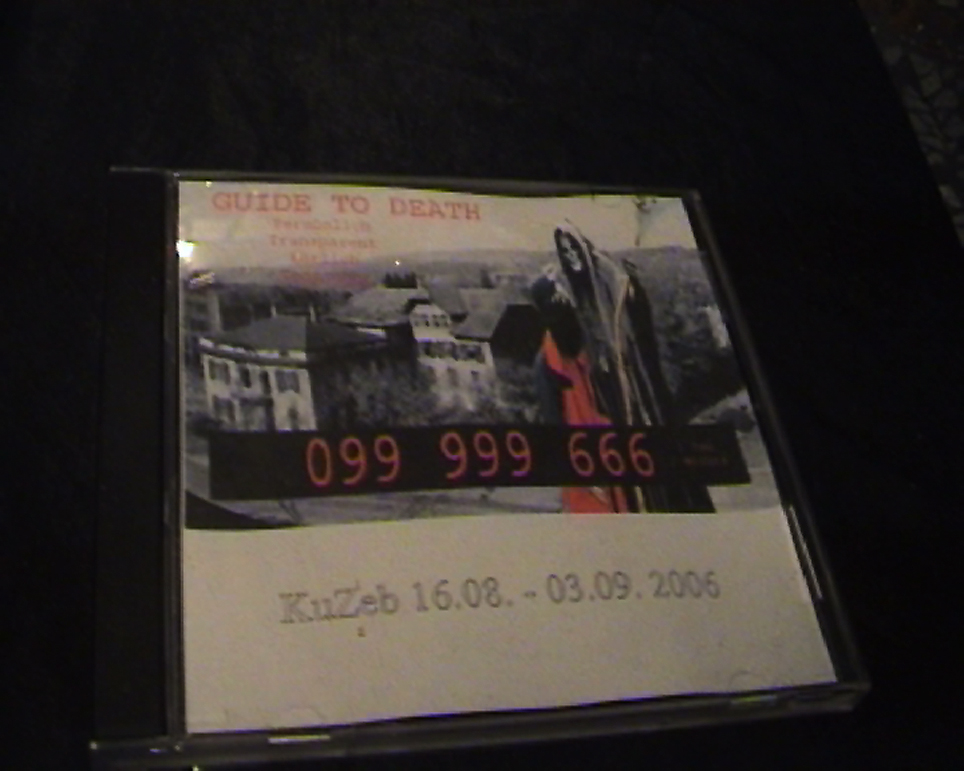 GUIDE TO DEATH
Persönlich
Transparent
099 999 666
KuZeb 16.08. - 03.09. 2006